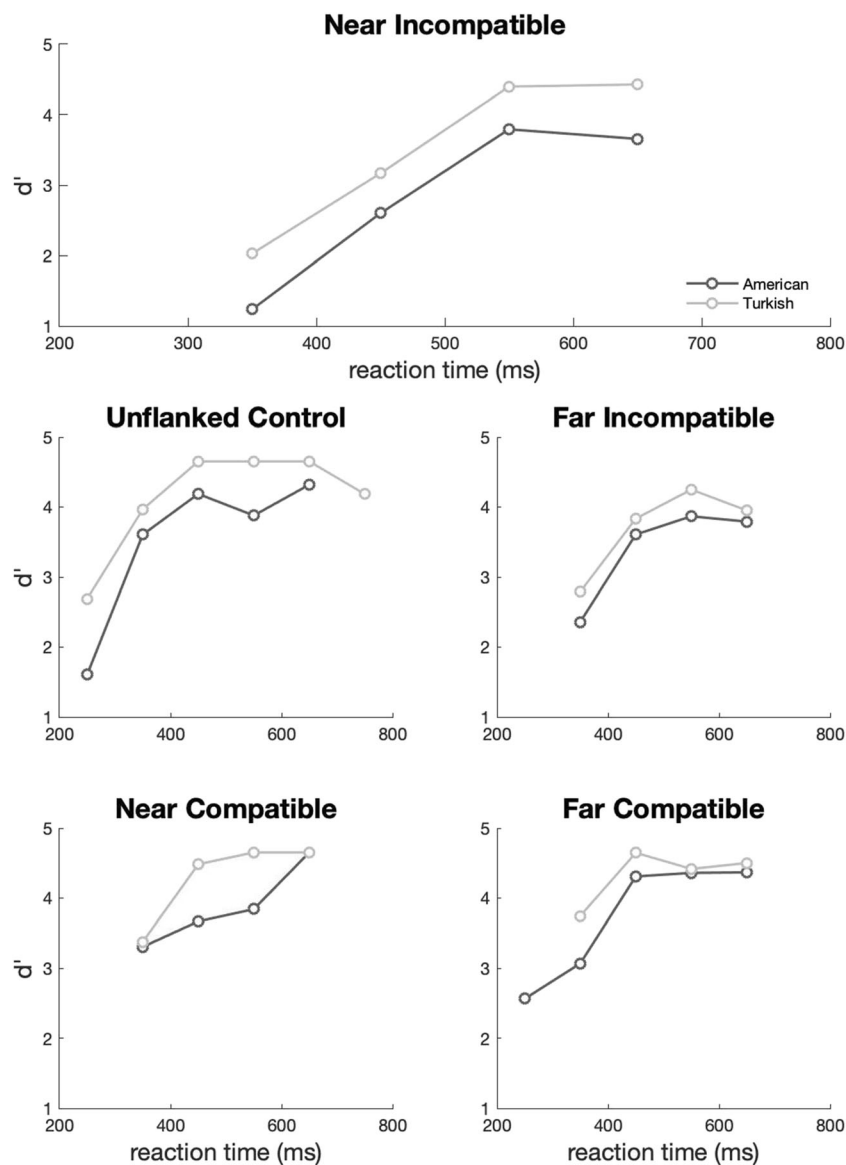 Near Incompatible
5
4
3
2
1
d'
American
Turkish
200 300 400 500 600 700 800
reaction time (ms)
Unflanked Control
5
4
3
2
1
d'
200 400 600 800
Far Incompatible
5
4
3
2
1
200 400 600 800
Near Compatible
5
4
3
2
1
d'
200 400 600 800
reaction time (ms)
Far Compatible
5
4
3
2
1
200 400 600 800
reaction time (ms)